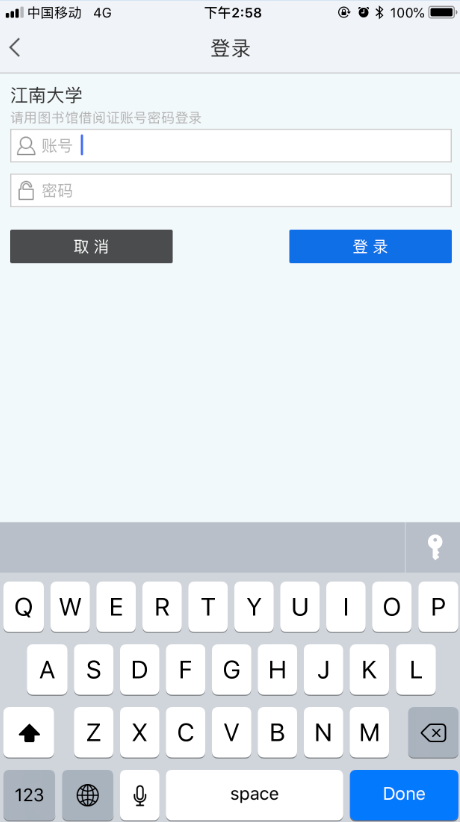 中国移动 4G 下午2:58 100%
登录
江南大学
请用图书馆借阅证账号密码登录
账号
密码
取消 登录
Q W E R T Y U I O P
A S D F G H J K L
Z X C V B N M
123 space Done